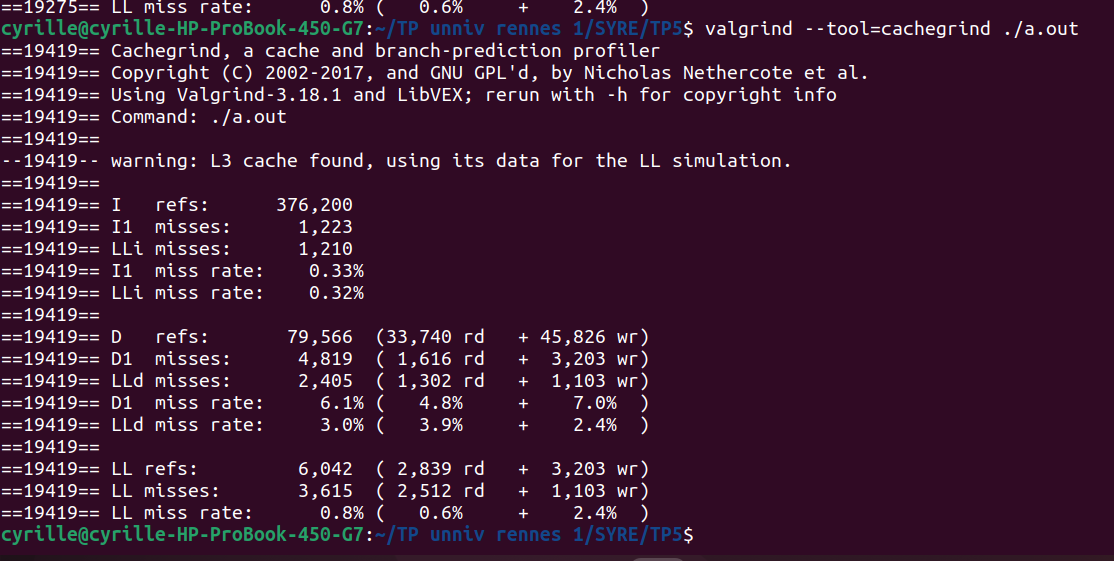 ==19275== LL miss rate:      0.8% (   0.6%     +    2.4%  )
cyrille@cyrille-HP-ProBook-450-G7:~/TP unniv rennes 1/SYRE/TP5$ valgrind --tool=cachegrind ./a.out
==19419== Cachegrind, a cache and branch-prediction profiler
==19419== Copyright (C) 2002-2017, and GNU GPL'd, by Nicholas Nethercote et al.
==19419== Using Valgrind-3.18.1 and LibVEX; rerun with -h for copyright info
==19419== Command: ./a.out
==19419==
--19419-- warning: L3 cache found, using its data for the LL simulation.
==19419==
==19419== I   refs:      376,200
==19419== I1  misses:      1,223
==19419== LLi misses:      1,210
==19419== I1  miss rate:    0.33%
==19419== LLi miss rate:    0.32%
==19419==
==19419== D   refs:       79,566  (33,740 rd   + 45,826 wr)
==19419== D1  misses:      4,819  ( 1,616 rd   +  3,203 wr)
==19419== LLd misses:      2,405  ( 1,302 rd   +  1,103 wr)
==19419== D1  miss rate:     6.1% (   4.8%     +    7.0%  )
==19419== LLd miss rate:     3.0% (   3.9%     +    2.4%  )
==19419==
==19419== LL refs:         6,042  ( 2,839 rd   +  3,203 wr)
==19419== LL misses:       3,615  ( 2,512 rd   +  1,103 wr)
==19419== LL miss rate:      0.8% (   0.6%     +    2.4%  )
cyrille@cyrille-HP-ProBook-450-G7:~/TP unniv rennes 1/SYRE/TP5$